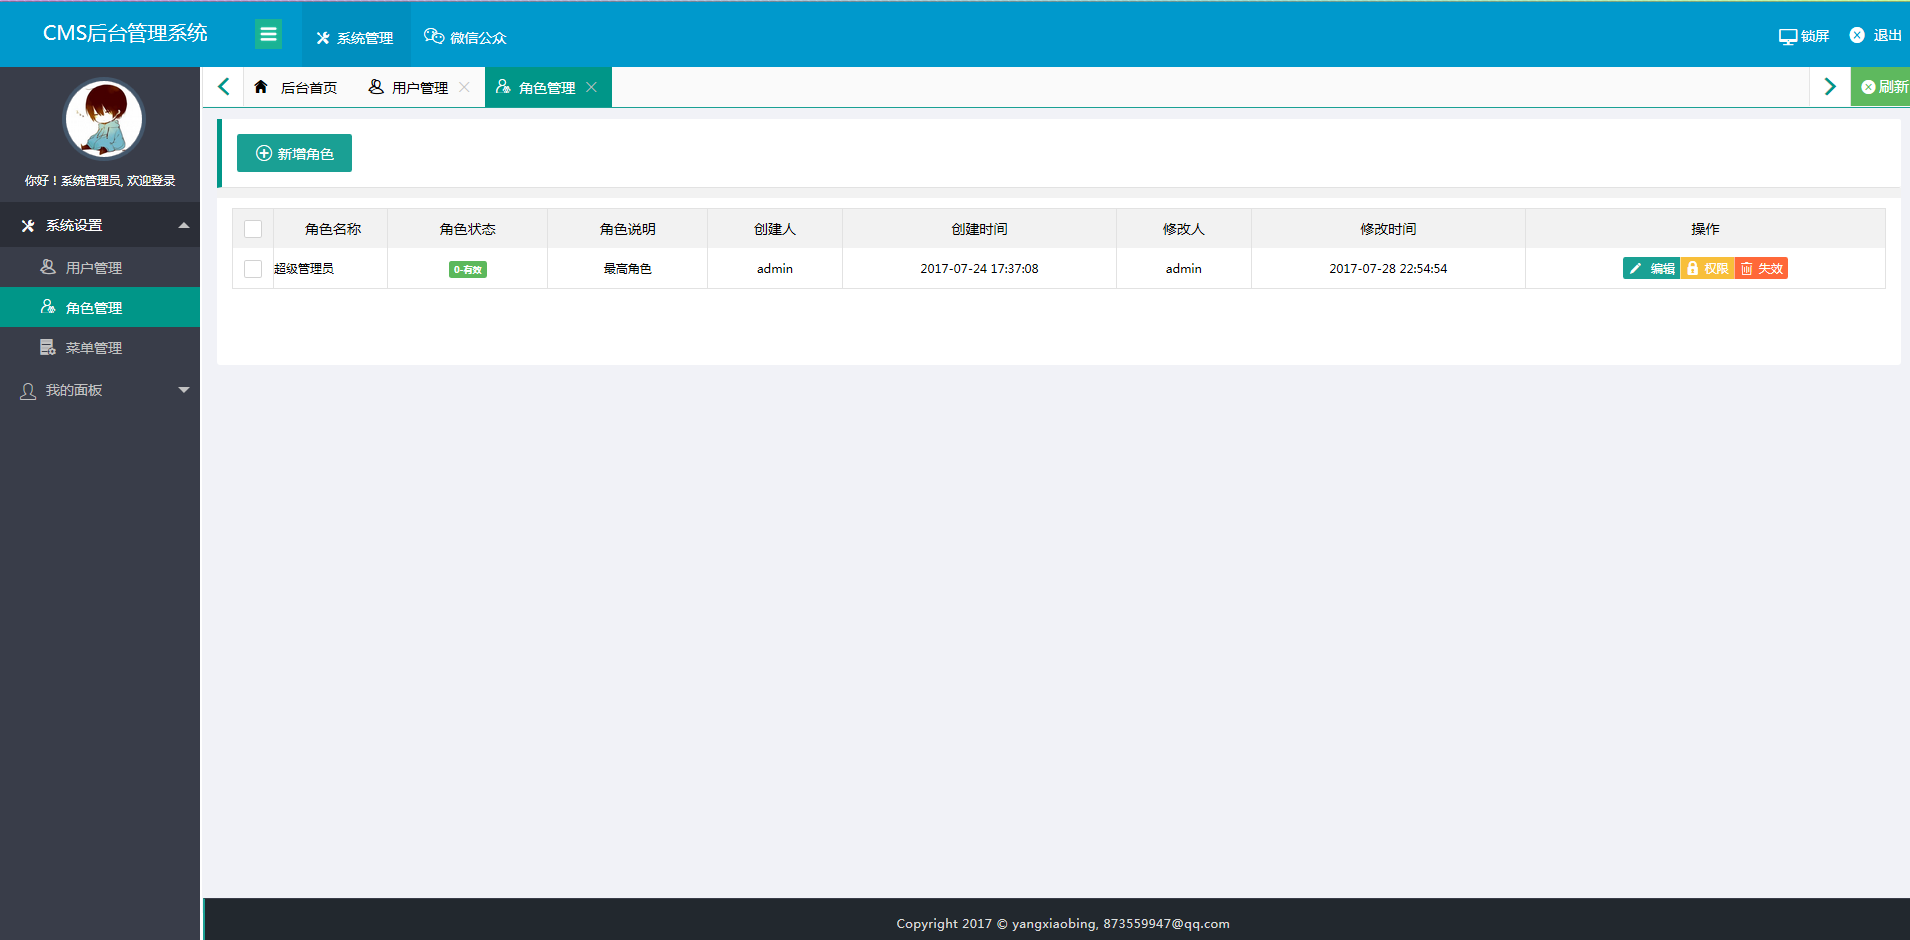 CMS后台管理系统
系统管理
微信公众
锁屏
退出
你好！系统管理员, 欢迎登录
系统设置
用户管理
角色管理
菜单管理
我的面板
后台首页
用户管理
角色管理
刷新
新增角色
角色名称 角色状态 角色说明 创建人 创建时间 修改人 修改时间 操作
超级管理员 0-有效 最高角色 admin 2017-07-24 17:37:08 admin 2017-07-28 22:54:54 编辑 权限 失效
Copyright 2017 © yangxiaobing, 873559947@qq.com